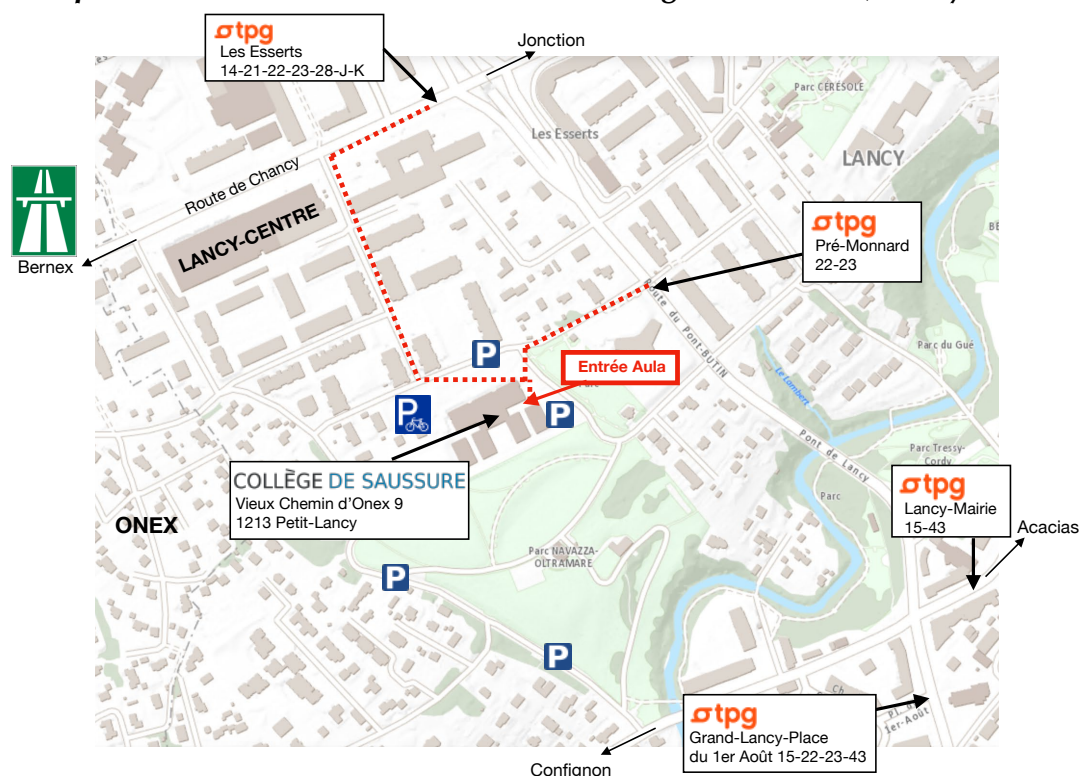 tpg
Les Esserts
14-21-22-23-28-J-K
Jonction
Parc CÉRÉSOLE
Les Esserts
LANCY
Route de Chancy
LANCY-CENTRE
Bernex
tpg
Pré-Monnard
22-23
Route du Pont-BUTIN
Parc du Gué
P
Entrée Aula
Le Lambert
P
P
Pont de Lancy
COLLÈGE DE SAUSSURE
Vieux Chemin d'Onex 9
1213 Petit-Lancy
Parc Tressy-
Cordy
tpg
Lancy-Mairie
15-43
Acacias
Parc
ONEX
Parc NAVAZZA-
OLTRAMARE
P
P
tpg
Grand-Lancy-Place
du 1er Août 15-22-23-43
1er-Août
Confignon